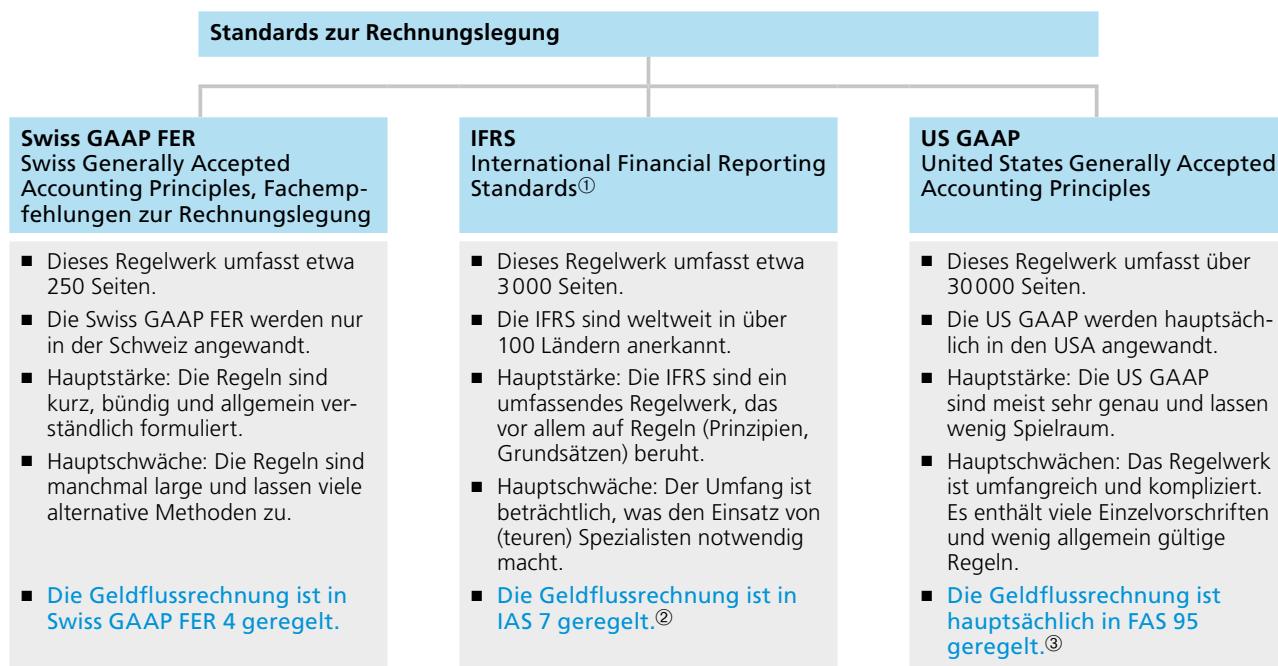 Standards zur Rechnungslegung
Swiss GAAP FER
Swiss Generally Accepted
Accounting Principles, Fachemp-
fehlungen zur Rechnungslegung
■ Dieses Regelwerk umfasst etwa
250 Seiten.
■ Die Swiss GAAP FER werden nur
in der Schweiz angewandt.
■ Hauptstärke: Die Regeln sind
kurz, bündig und allgemein ver-
ständlich formuliert.
■ Hauptschwäche: Die Regeln sind
manchmal large und lassen viele
alternative Methoden zu.
■ Die Geldflussrechnung ist in
Swiss GAAP FER 4 geregelt.
IFRS
International Financial Reporting
Standards①
■ Dieses Regelwerk umfasst etwa
3000 Seiten.
■ Die IFRS sind weltweit in über
100 Ländern anerkannt.
■ Hauptstärke: Die IFRS sind ein
umfassendes Regelwerk, das
vor allem auf Regeln (Prinzipien,
Grundsätzen) beruht.
■ Hauptschwäche: Der Umfang ist
beträchtlich, was den Einsatz von
(teuren) Spezialisten notwendig
macht.
■ Die Geldflussrechnung ist in
IAS 7 geregelt.②
US GAAP
United States Generally Accepted
Accounting Principles
■ Dieses Regelwerk umfasst über
30000 Seiten.
■ Die US GAAP werden hauptsäch-
lich in den USA angewandt.
■ Hauptstärke: Die US GAAP
sind meist sehr genau und lassen
wenig Spielraum.
■ Hauptschwächen: Das Regelwerk
ist umfangreich und kompliziert.
Es enthält viele Einzelvorschriften
und wenig allgemein gültige
Regeln.
■ Die Geldflussrechnung ist
hauptsächlich in FAS 95
geregelt.③